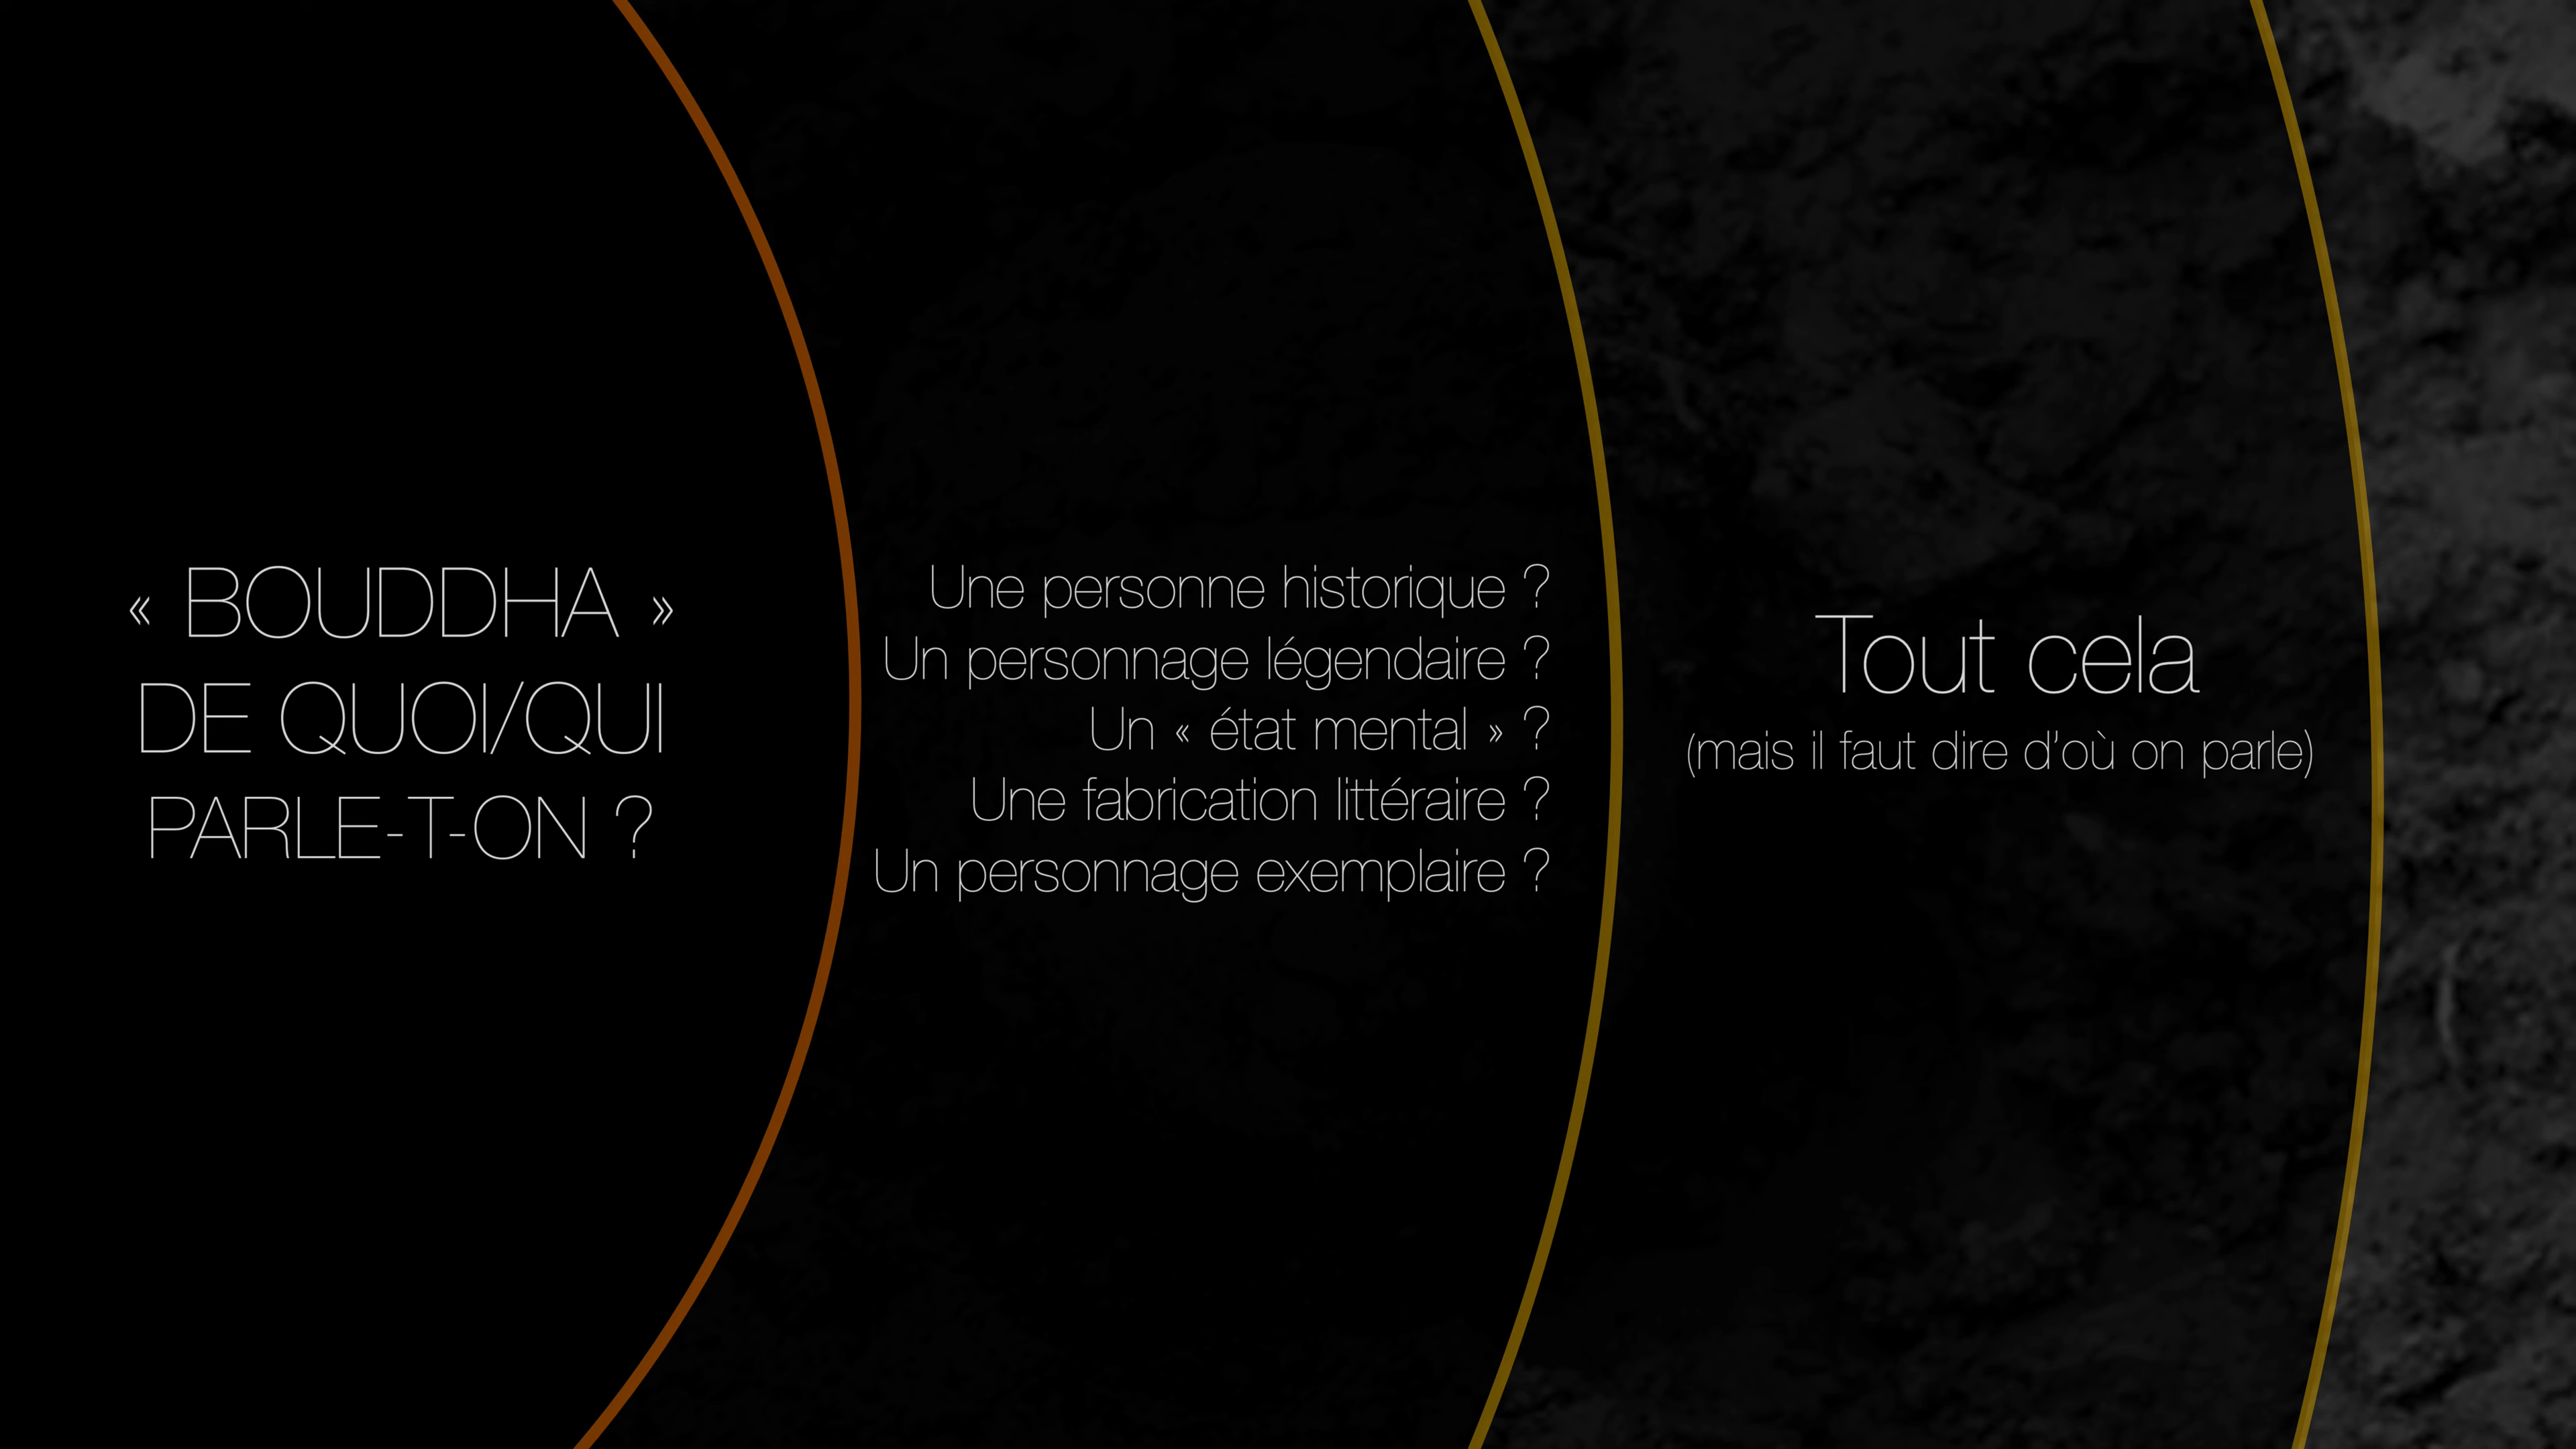 « BOUDDHA »
DE QUOI/QUI
PARLE-T-ON ?
Une personne historique ?
Un personnage légendaire ?
Un « état mental » ?
Une fabrication littéraire ?
Un personnage exemplaire ?
Tout cela
(mais il faut dire d’où on parle)